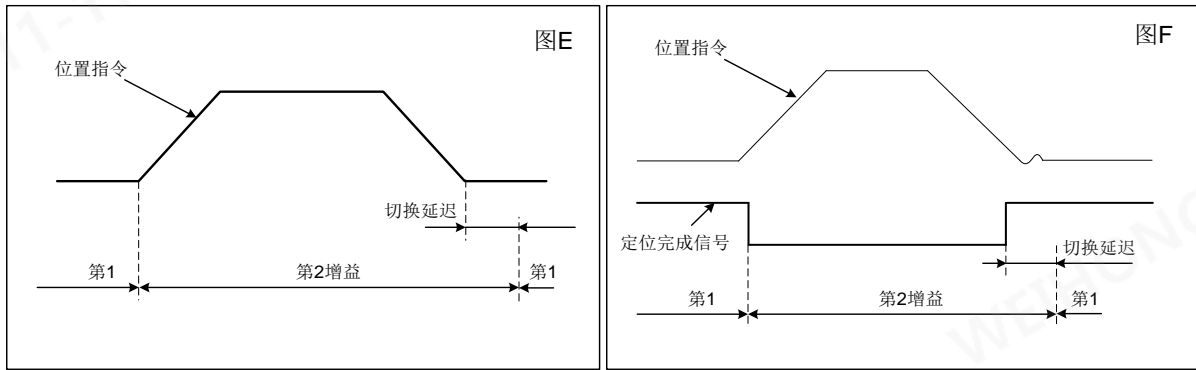 图E
位置指令
切换延迟
第1
第2增益
第1
图F
位置指令
定位完成信号
切换延迟
第1
第2增益
第1
WEIHONG